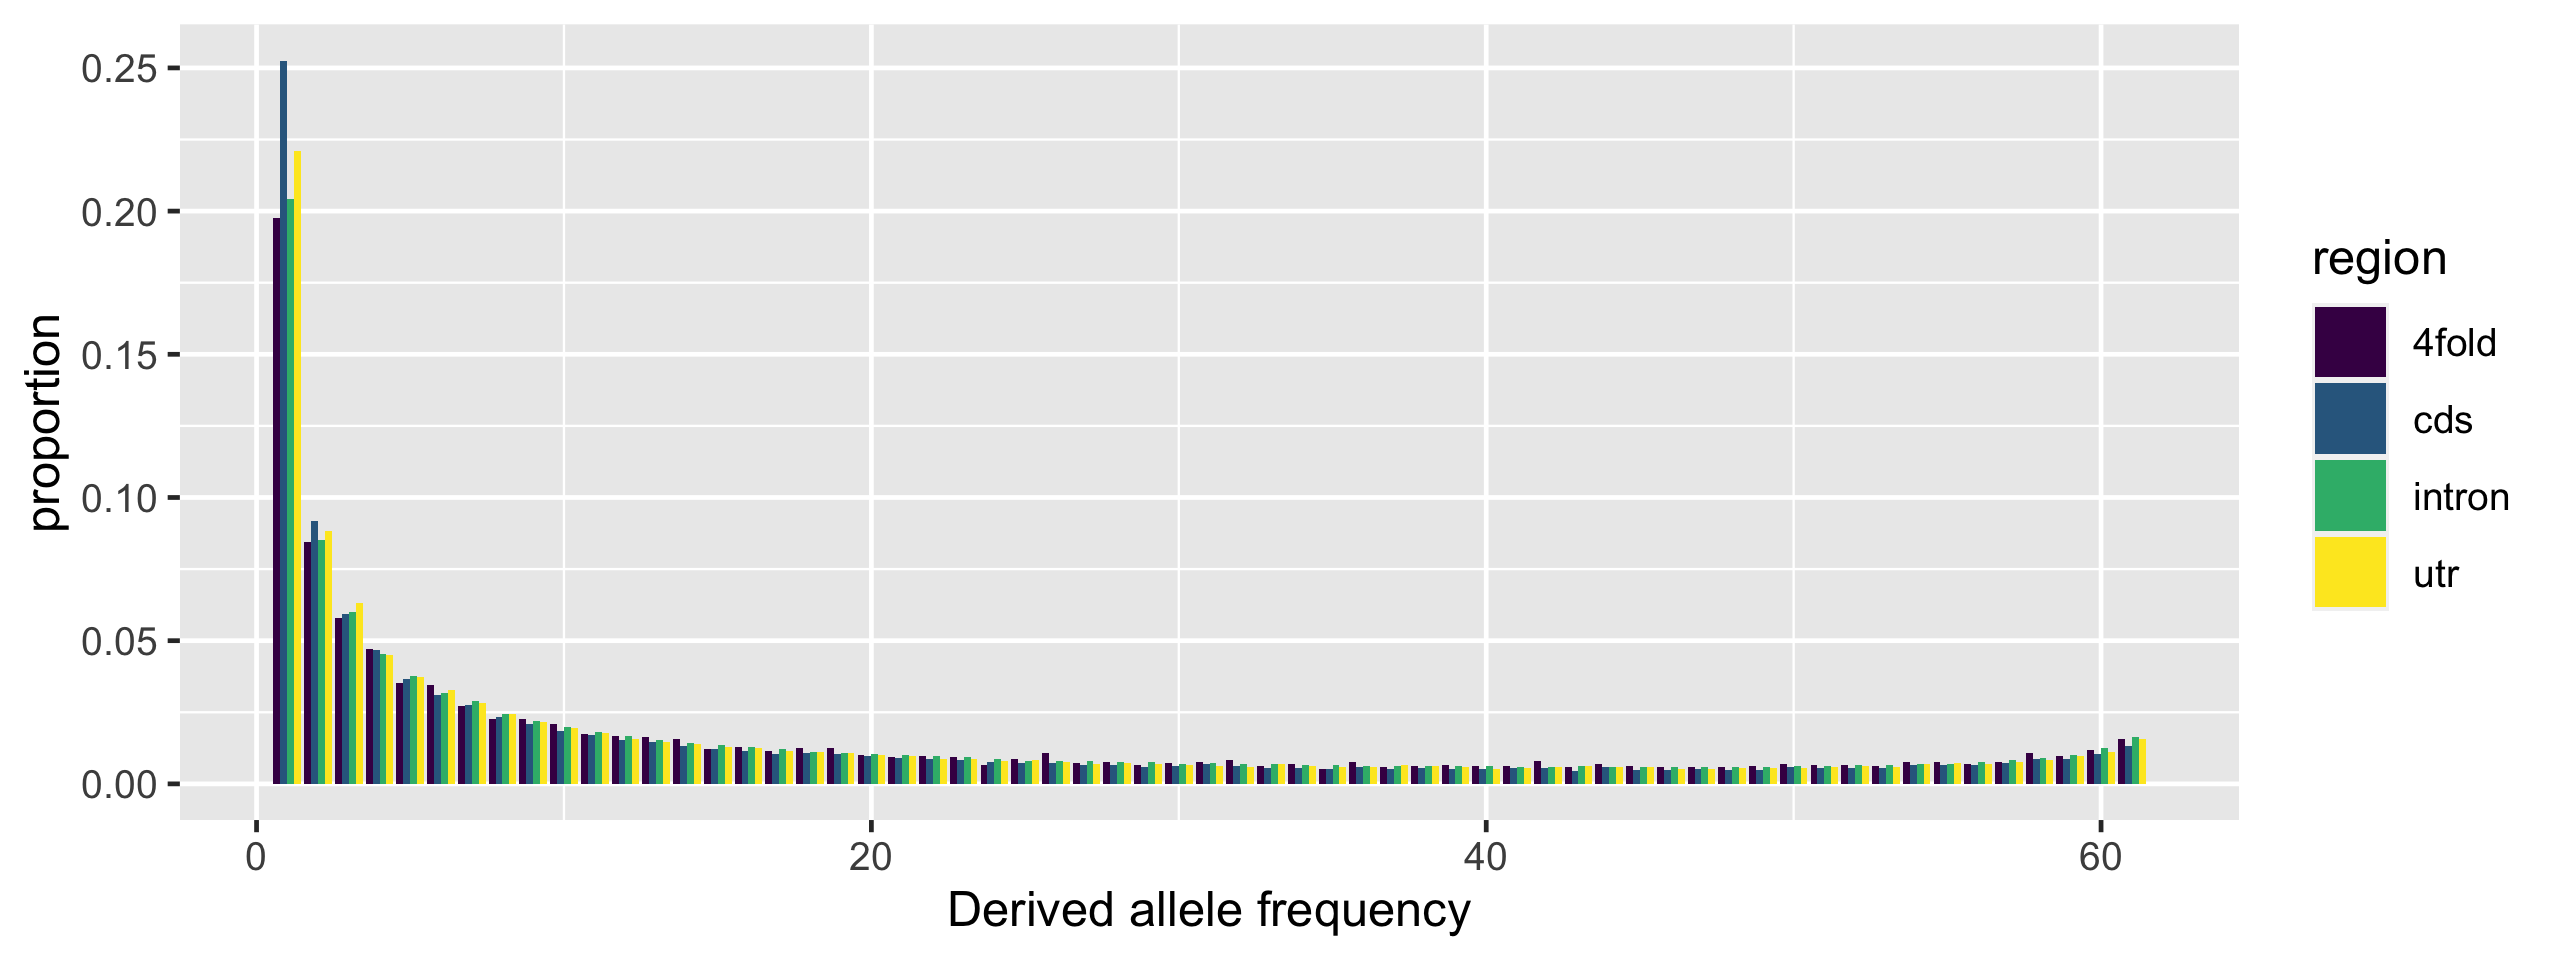 0.25
0.20
0.15
0.10
0.05
0.00
proportion
0
20
40
60
Derived allele frequency
region
4fold
cds
intron
utr